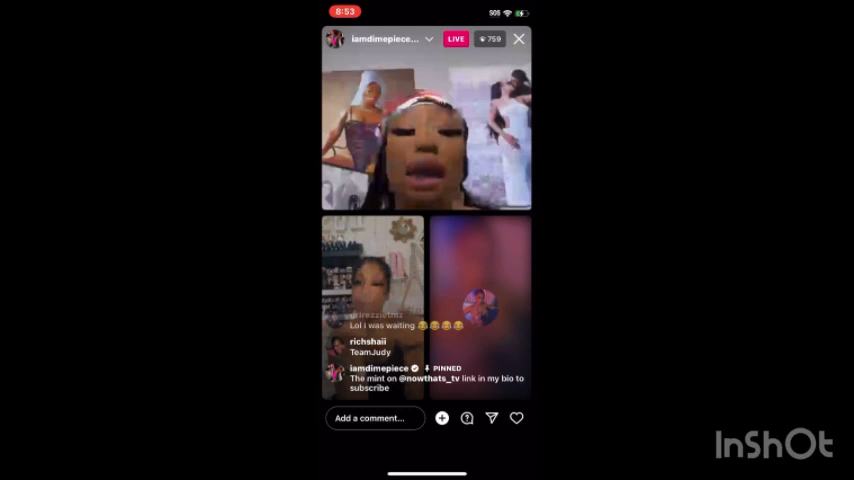 8:53
SOS
iamdimepiece...
LIVE
759
Lol i was waiting 😂😂😂😂
richshaii
TeamJudy
iamdimepiece PINNED
The mint on @nowthats_tv link in my bio to
subscribe
Add a comment...
InShOt